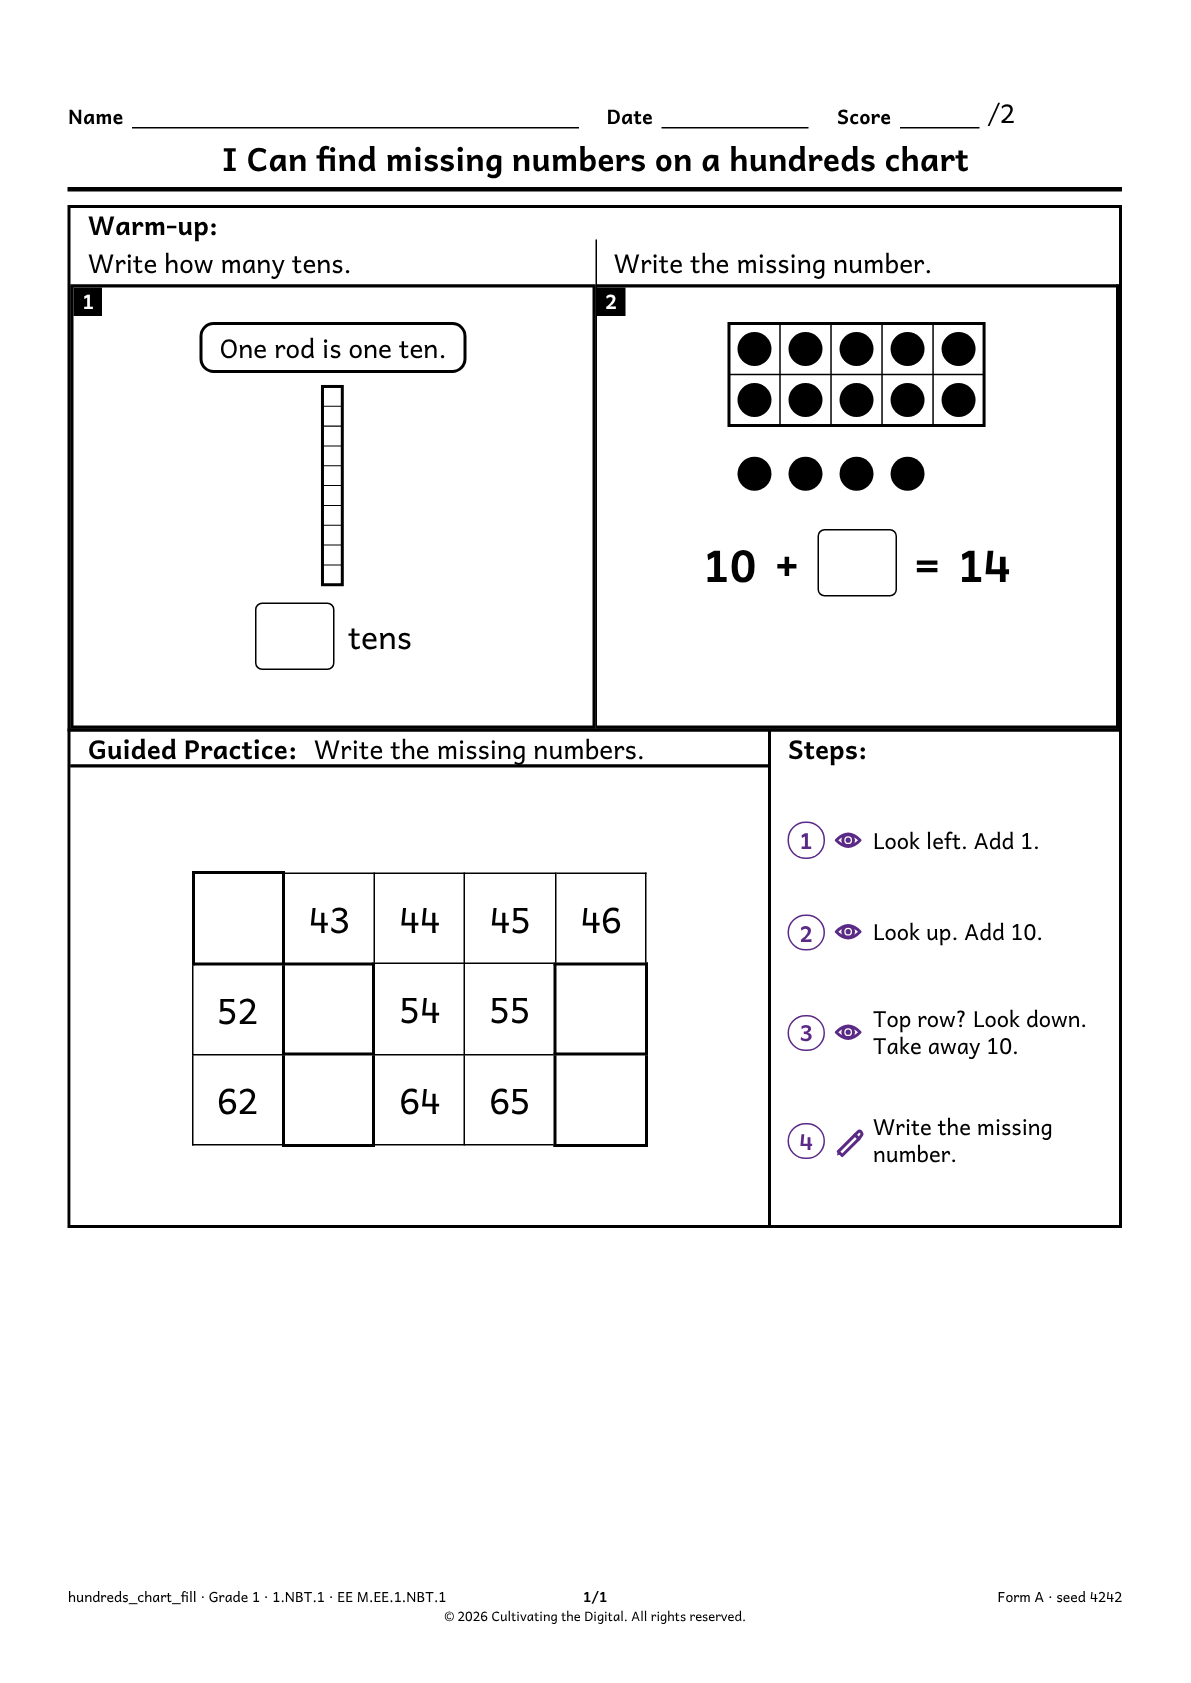 Name Date Score /2
I Can find missing numbers on a hundreds chart
Warm-up:
Write how many tens.
Write the missing number.
1
One rod is one ten.
tens
2
10 + = 14
Guided Practice: Write the missing numbers.
43 44 45 46
52 54 55
62 64 65
Steps:
1 Look left. Add 1.
2 Look up. Add 10.
3 Top row? Look down.
Take away 10.
4 Write the missing
number.
hundreds_chart_fill · Grade 1 · 1.NBT.1 · EE M.EE.1.NBT.1 1/1 Form A · seed 4242
© 2026 Cultivating the Digital. All rights reserved.